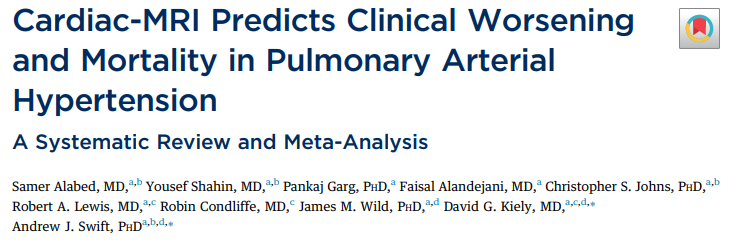 Cardiac-MRI Predicts Clinical Worsening
and Mortality in Pulmonary Arterial
Hypertension
A Systematic Review and Meta-Analysis
Samer Alabed, MD,a,b Yousef Shahin, MD,a,b Pankaj Garg, PHD,a Faisal Alandejani, MD,a Christopher S. Johns, PHD,a,b
Robert A. Lewis, MD,a,c Robin Condliffe, MD,c James M. Wild, PHD,a,d David G. Kiely, MD,a,c,d,*
Andrew J. Swift, PHDa,b,d,*